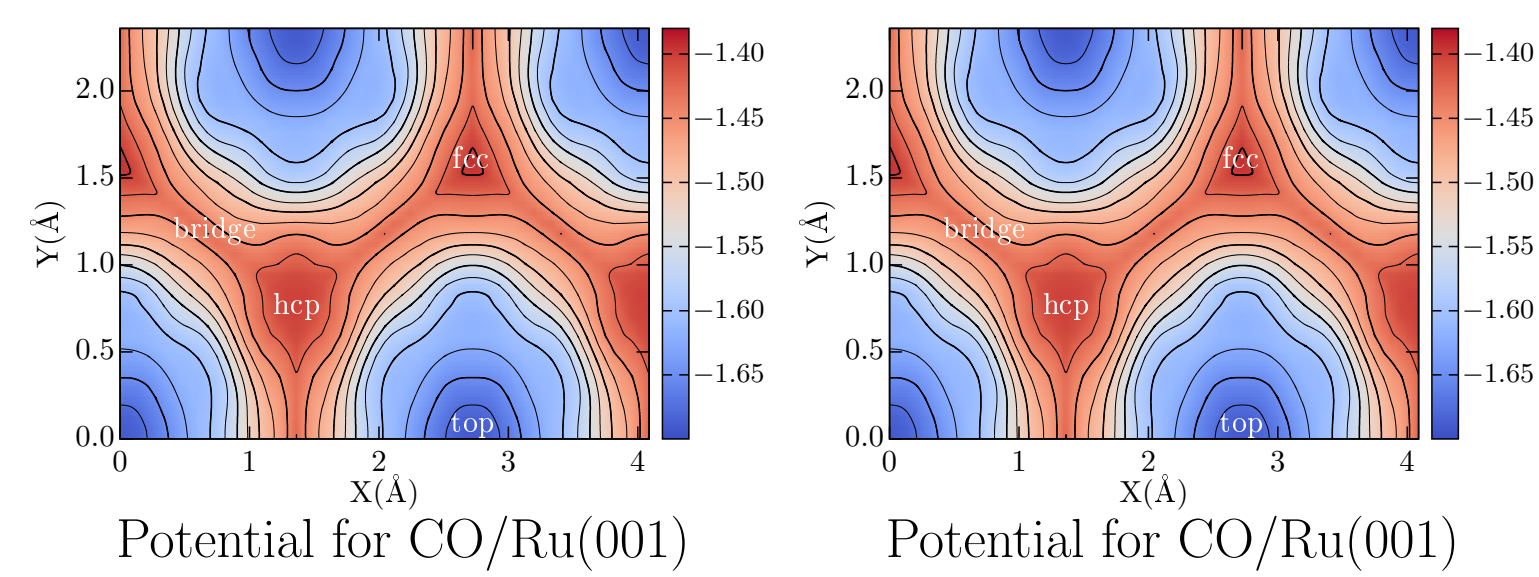 2.0
1.5
1.0
0.5
0.0
Y(Å)
0 1 2 3 4
X(Å)
fcc
bridge
hcp
top
−1.40
−1.45
−1.50
−1.55
−1.60
−1.65
Potential for CO/Ru(001)
2.0
1.5
1.0
0.5
0.0
Y(Å)
0 1 2 3 4
X(Å)
fcc
bridge
hcp
top
−1.40
−1.45
−1.50
−1.55
−1.60
−1.65
Potential for CO/Ru(001)